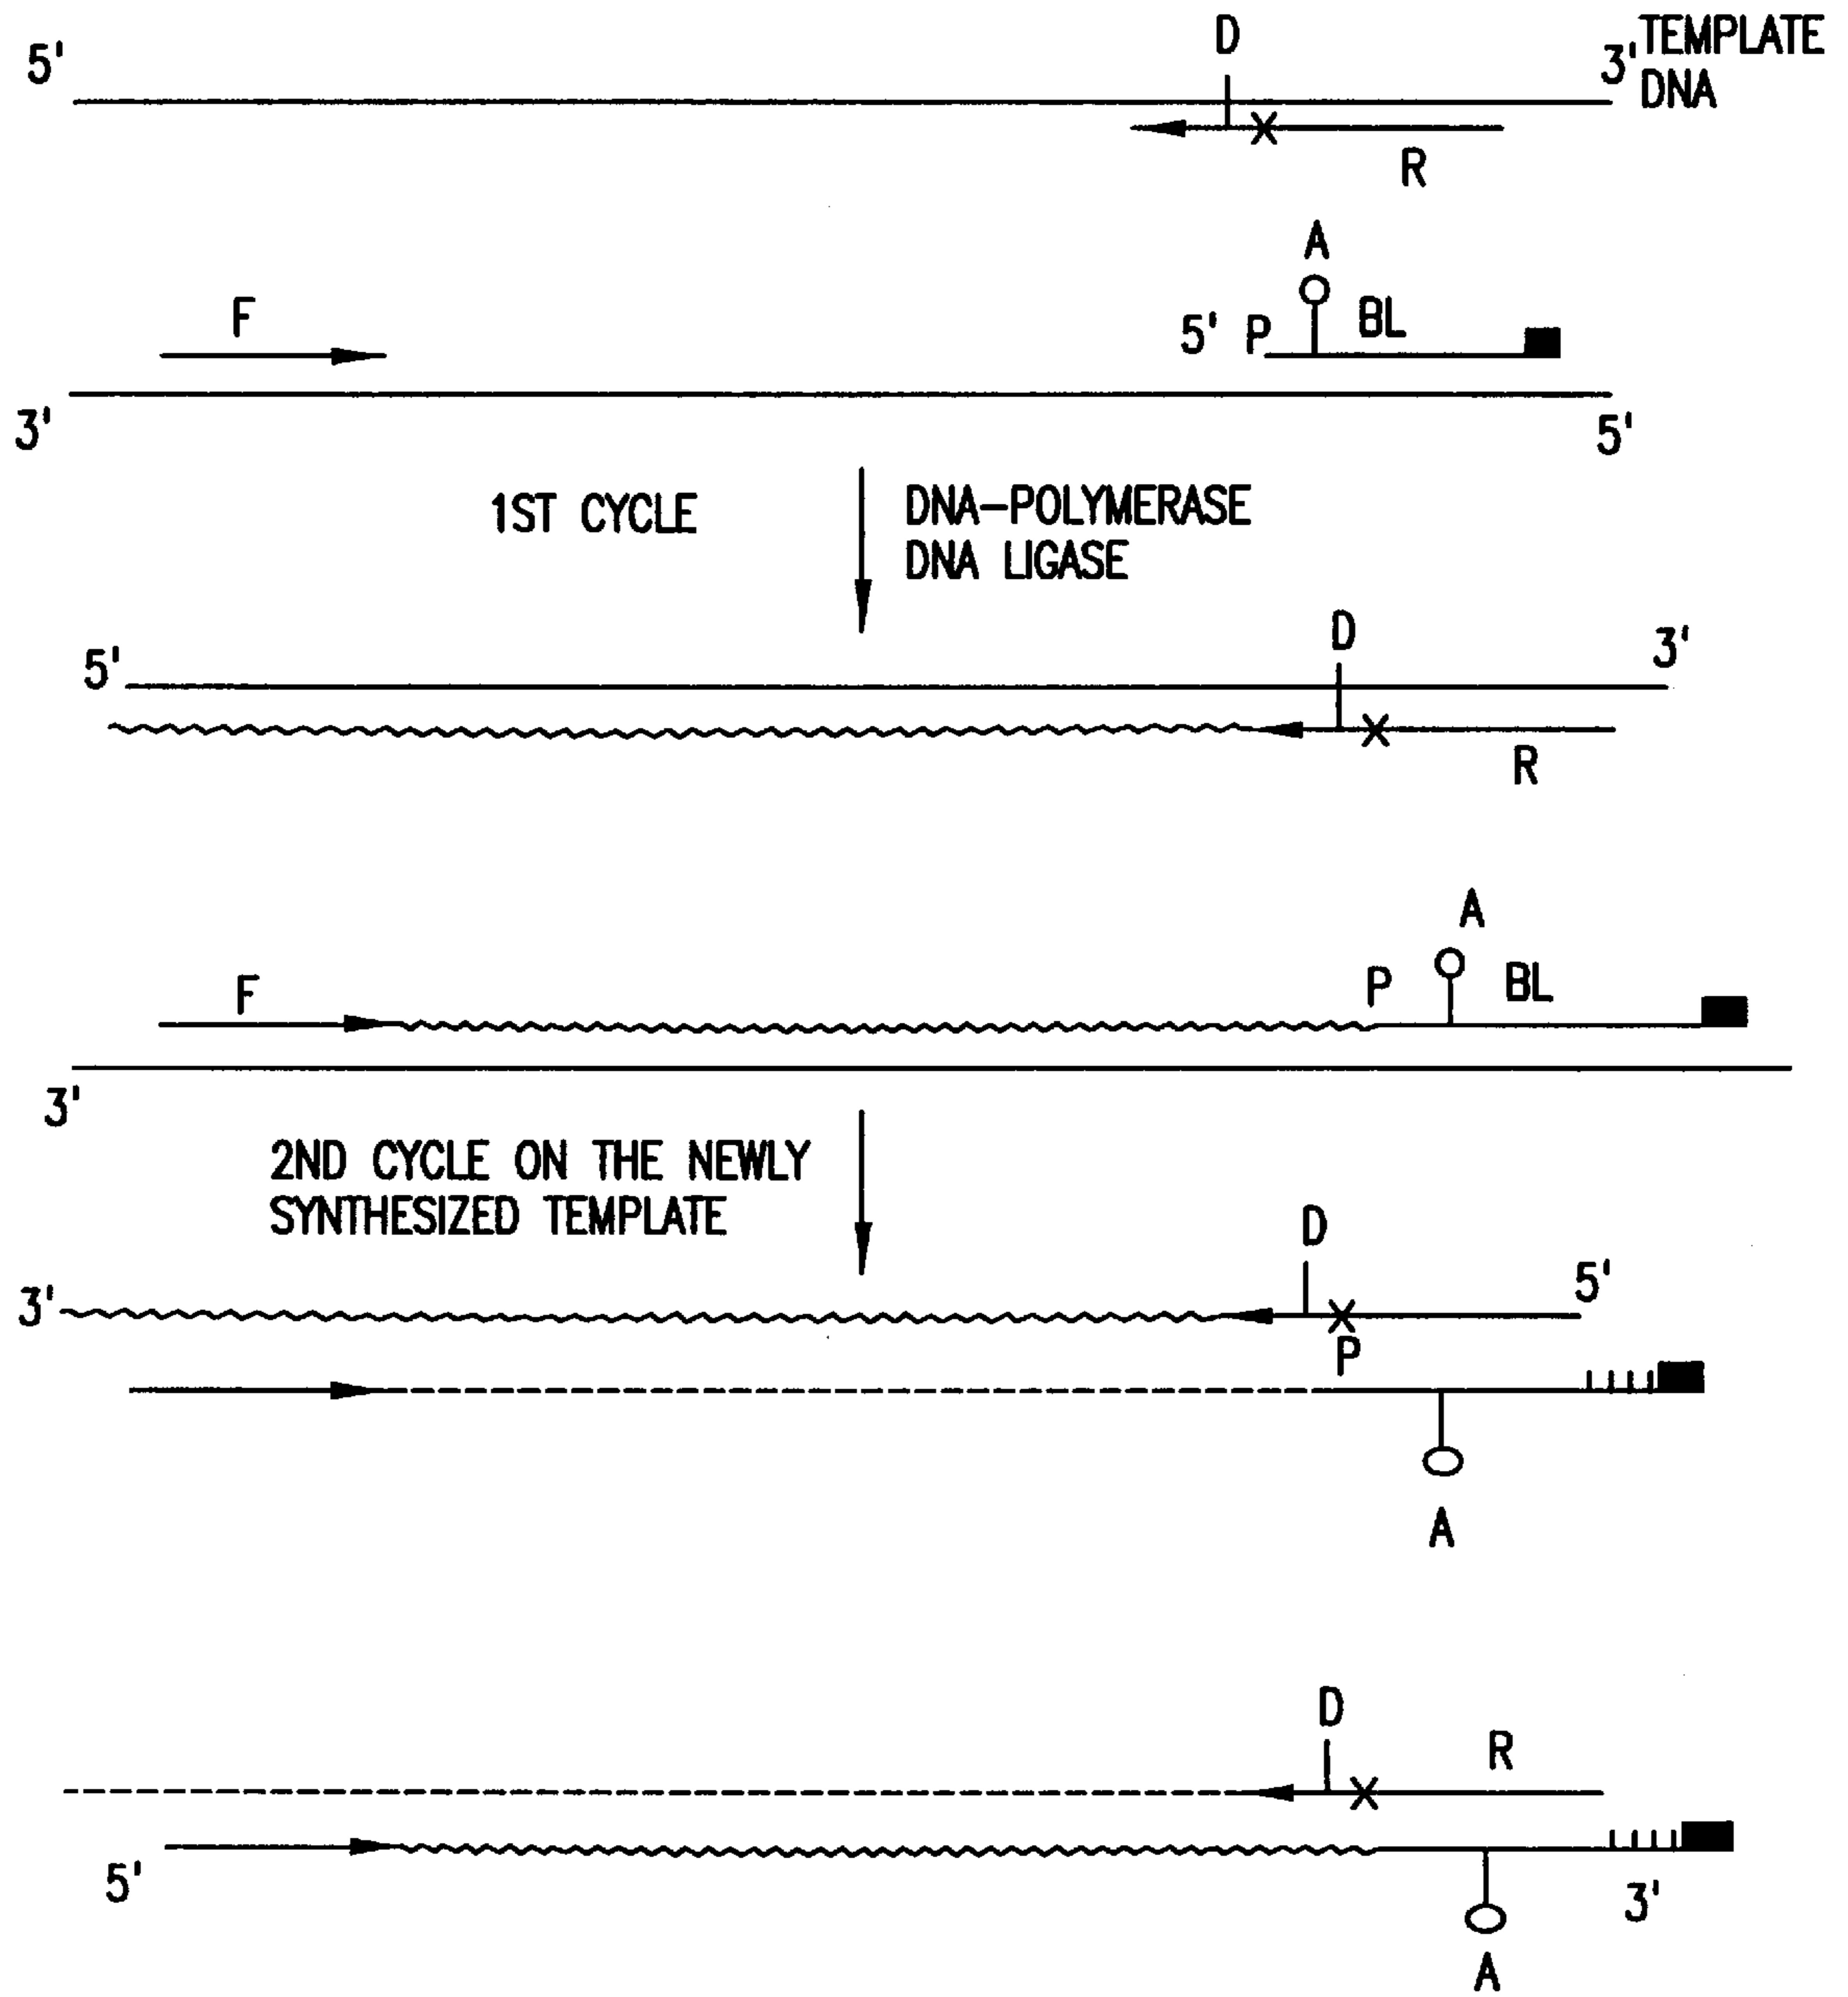 5'
D
3' TEMPLATE
DNA
R
A
F
5' P
BL
3'
5'
1ST CYCLE
DNA-POLYMERASE
DNA LIGASE
D
3'
5'
R
A
F
P
BL
3'
2ND CYCLE ON THE NEWLY
SYNTHESIZED TEMPLATE
D
3'
5'
P
A
D
R
5'
3'
A